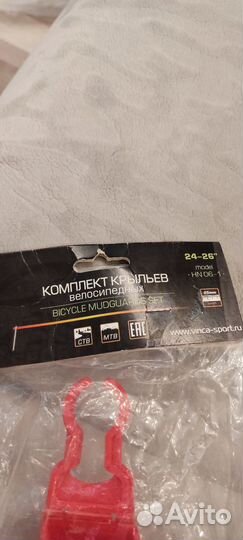 24-26"
model
HN 06-1
КОМПЛЕКТ КРЫЛЬЕВ
велосипедных
BICYCLE MUDGUARDS SET
СТВ
МТВ
EAC
www.vinca-sport.ru
Avito